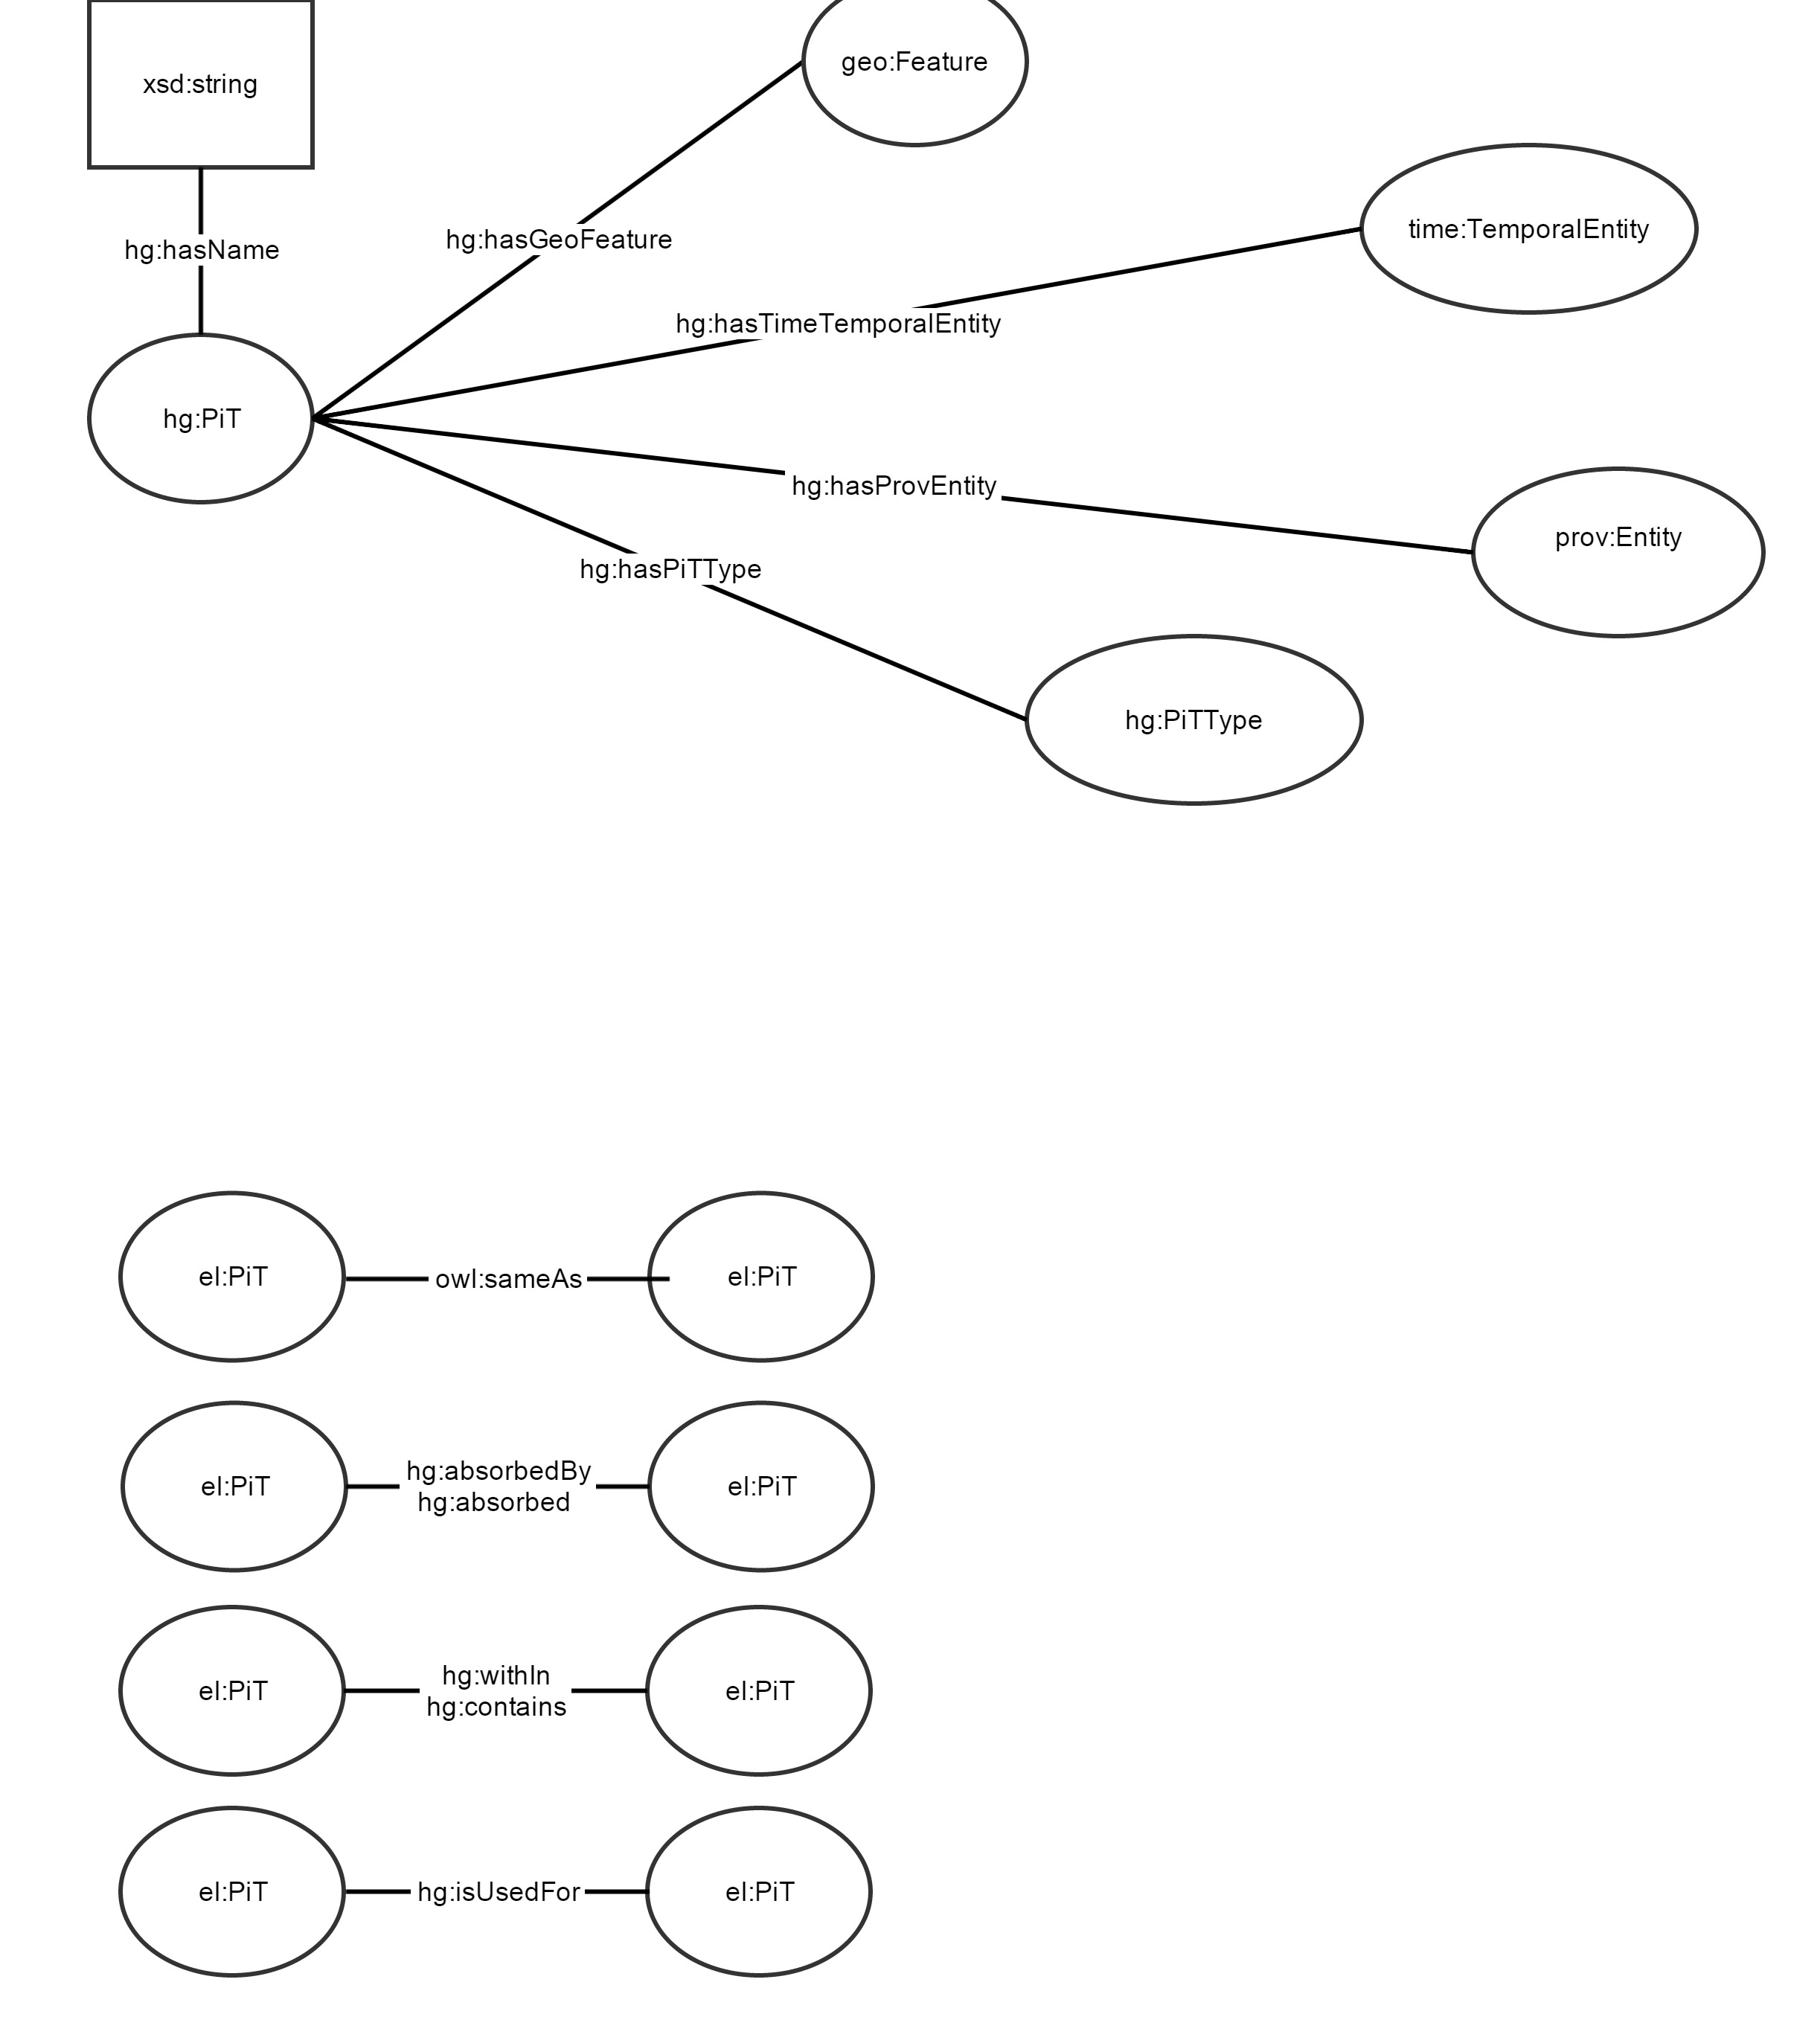 xsd:string
geo:Feature
time:TemporalEntity
hg:hasName
hg:hasGeoFeature
hg:hasTimeTemporalEntity
hg:PiT
hg:hasProvEntity
prov:Entity
hg:hasPiTType
hg:PiTType
el:PiT
owl:sameAs
el:PiT
el:PiT
hg:absorbedBy
hg:absorbed
el:PiT
el:PiT
hg:withIn
hg:contains
el:PiT
el:PiT
hg:isUsedFor
el:PiT